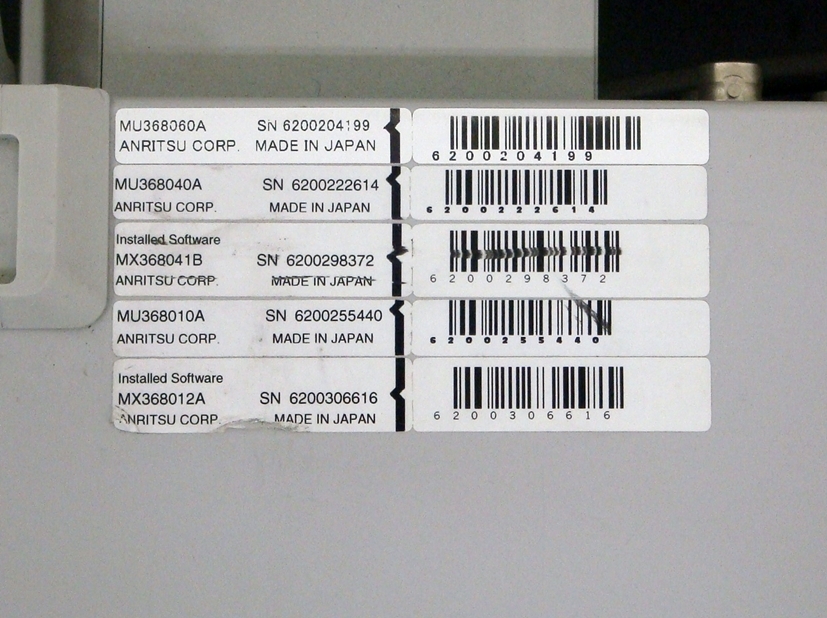 MU368060A SN 6200204199
ANRITSU CORP. MADE IN JAPAN
6200204199
MU368040A SN 6200222614
ANRITSU CORP. MADE IN JAPAN
6200222614
Installed Software
MX368041B SN 6200298372
ANRITSU CORP. MADE IN JAPAN
6200298372
MU368010A SN 6200255440
ANRITSU CORP. MADE IN JAPAN
6200255440
Installed Software
MX368012A SN 6200306616
ANRITSU CORP. MADE IN JAPAN
6200306616